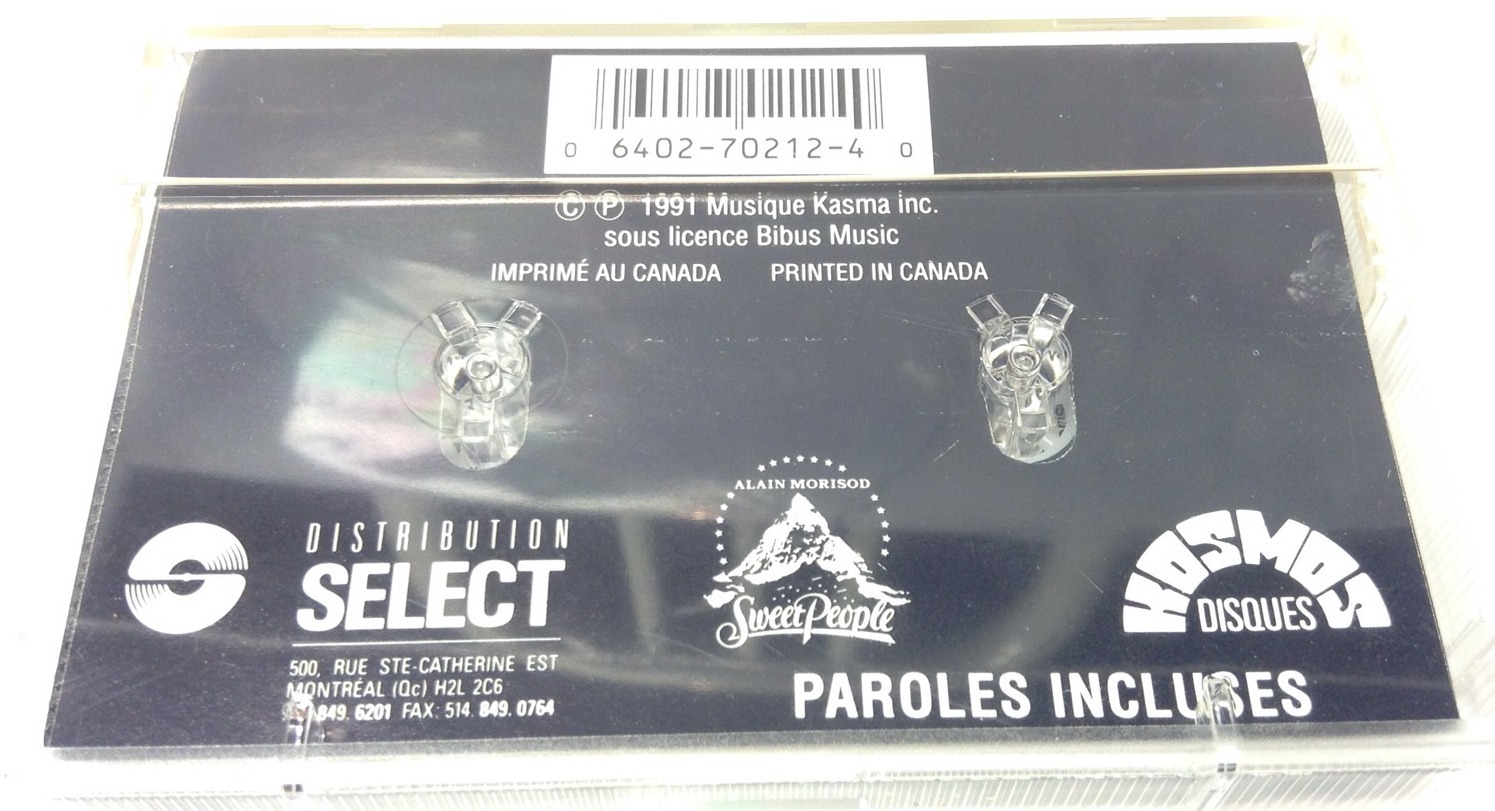 0 6402-70212-4 0
© ℗ 1991 Musique Kasma inc.
sous licence Bibus Music
IMPRIMÉ AU CANADA PRINTED IN CANADA
DISTRIBUTION
SELECT
500, RUE STE-CATHERINE EST
MONTRÉAL (Qc) H2L 2C6
849. 6201 FAX: 514. 849. 0764
ALAIN MORISOD
Sweet People
KOSMOS
DISQUES
PAROLES INCLUSES